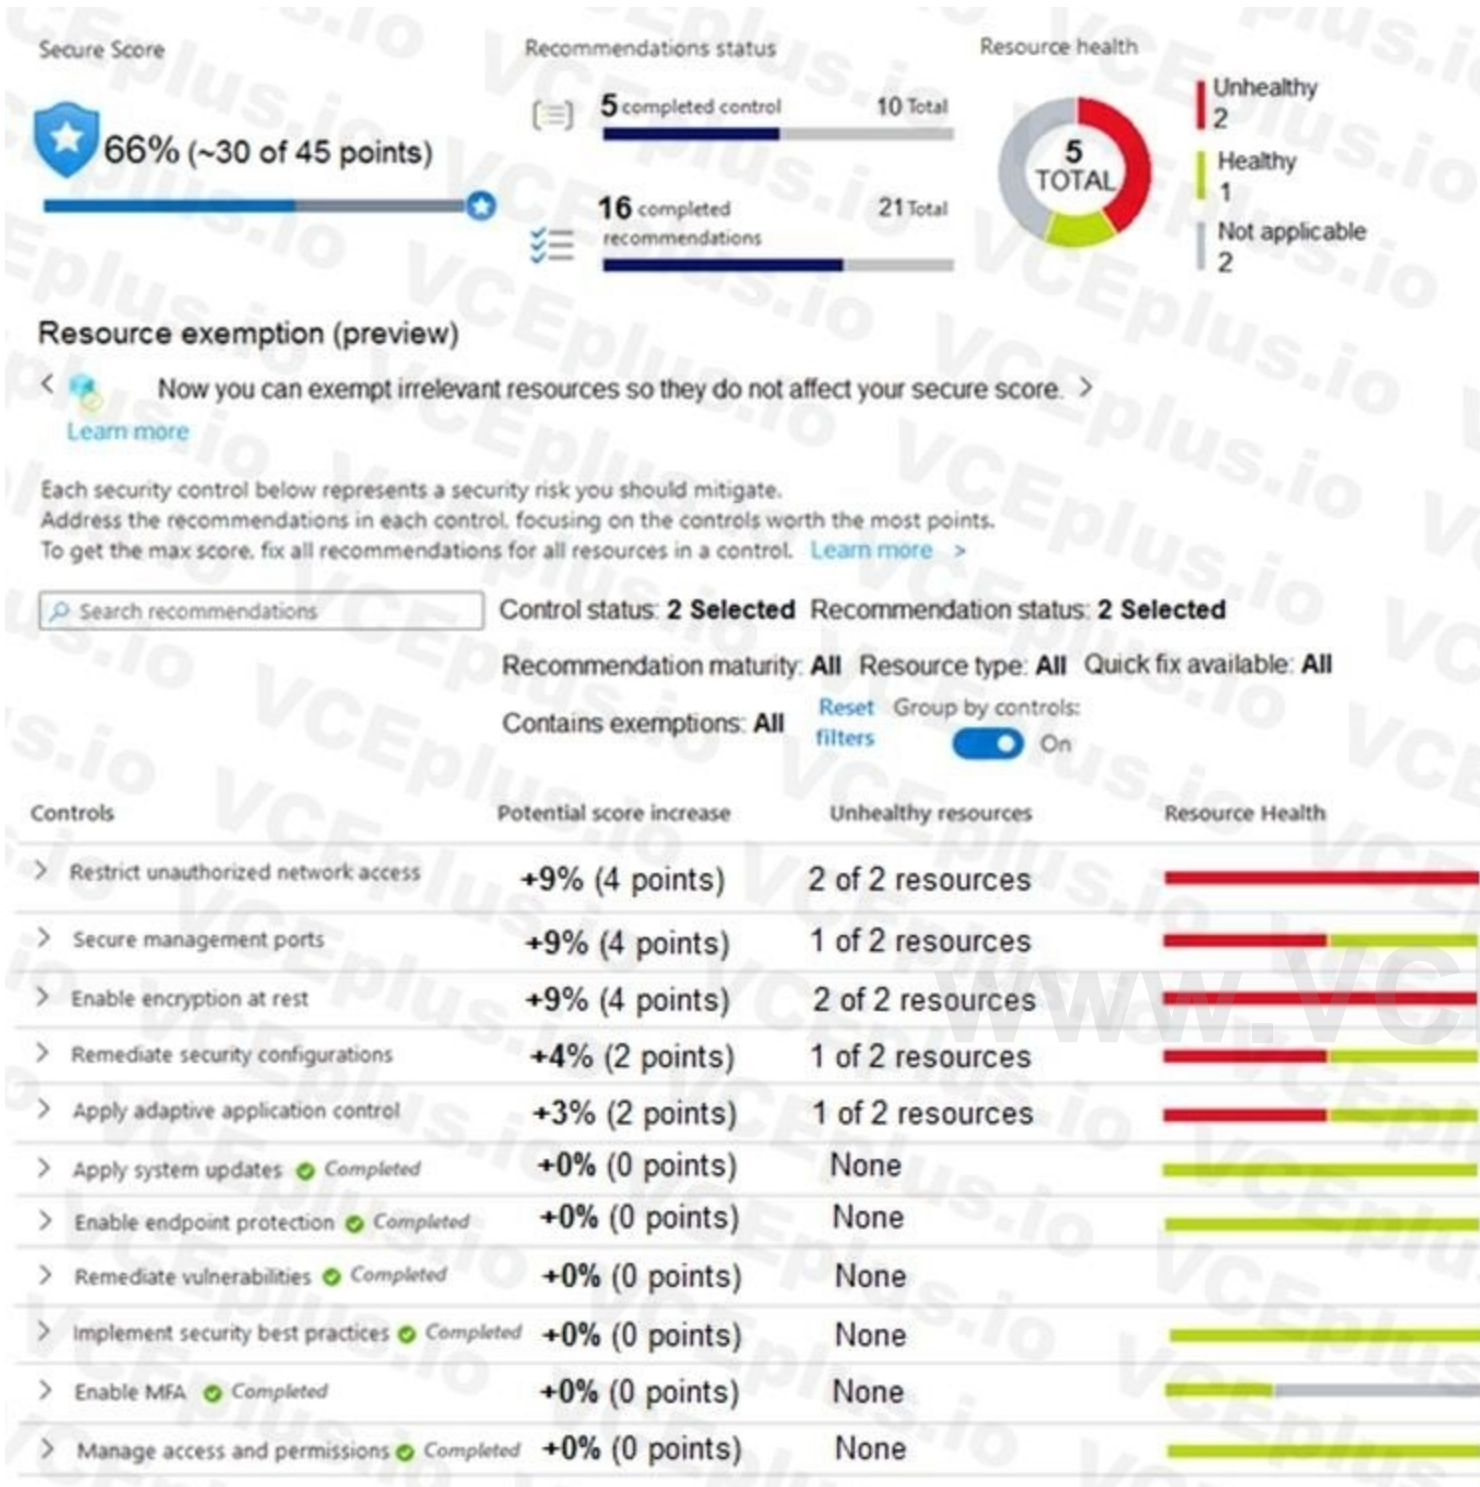 Secure Score
Recommendations status
Resource health
66% (~30 of 45 points)
5 completed control
10 Total
16 completed
recommendations
21 Total
5
TOTAL
Unhealthy
2
Healthy
1
Not applicable
2
Resource exemption (preview)
Now you can exempt irrelevant resources so they do not affect your secure score.
Learn more
Each security control below represents a security risk you should mitigate.
Address the recommendations in each control, focusing on the controls worth the most points.
To get the max score, fix all recommendations for all resources in a control. Learn more >
Search recommendations
Control status: 2 Selected Recommendation status: 2 Selected
Recommendation maturity: All Resource type: All Quick fix available: All
Contains exemptions: All
Reset
filters
Group by controls:
On
Controls Potential score increase Unhealthy resources Resource Health
Restrict unauthorized network access +9% (4 points) 2 of 2 resources
Secure management ports +9% (4 points) 1 of 2 resources
Enable encryption at rest +9% (4 points) 2 of 2 resources
Remediate security configurations +4% (2 points) 1 of 2 resources
Apply adaptive application control +3% (2 points) 1 of 2 resources
Apply system updates Completed +0% (0 points) None
Enable endpoint protection Completed +0% (0 points) None
Remediate vulnerabilities Completed +0% (0 points) None
Implement security best practices Completed +0% (0 points) None
Enable MFA Completed +0% (0 points) None
Manage access and permissions Completed +0% (0 points) None
VCEplus.io
www.VC